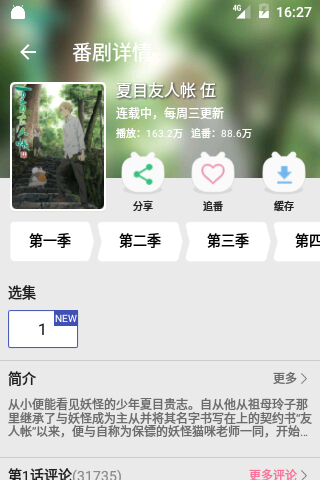 16:27
番剧详情
夏目友人帐 伍
连载中，每周三更新
播放：163.2万 追番：88.6万
分享 追番 缓存
第一季 第二季 第三季 第四
选集
1 NEW
简介 更多
从小便能看见妖怪的少年夏目贵志。自从他从祖母玲子那
里继承了与妖怪成为主从并将其名字书写在上的契约书“友
人帐”以来，便与自称为保镖的妖怪猫咪老师一同，开始...
第1话评论(31735) 更多评论